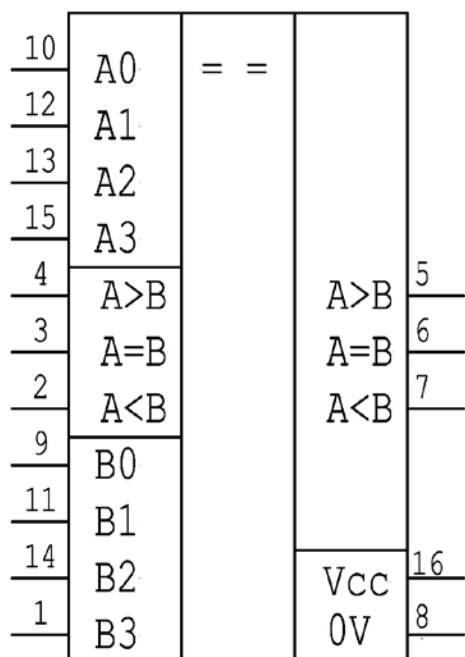 10 A0 = =
12 A1
13 A2
15 A3
4 A>B A>B 5
3 A=B A=B 6
2 A<B A<B 7
9 B0
11 B1
14 B2 Vcc 16
1 B3 0V 8